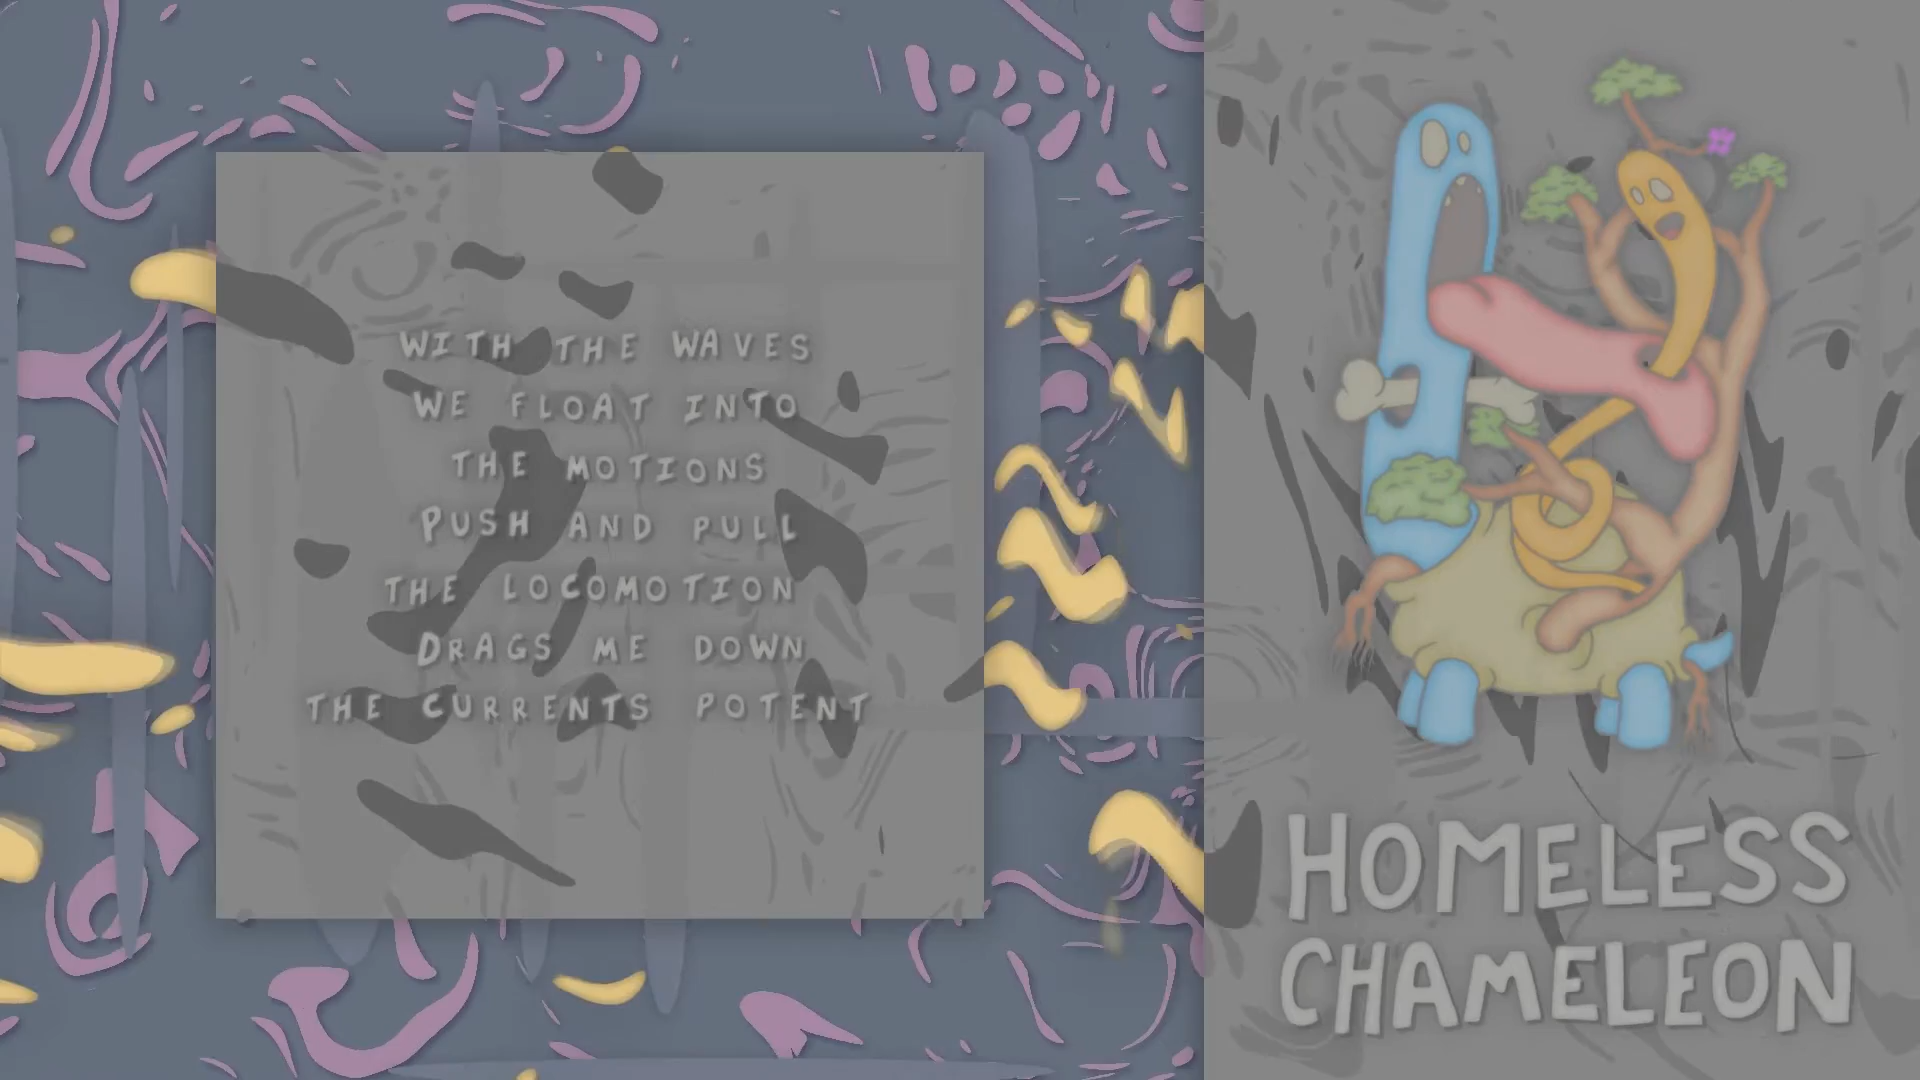 WITH THE WAVES
WE FLOAT INTO
THE MOTIONS
PUSH AND PULL
THE LOCOMOTION
DRAGS ME DOWN
THE CURRENTS POTENT
HOMELESS
CHAMELEON